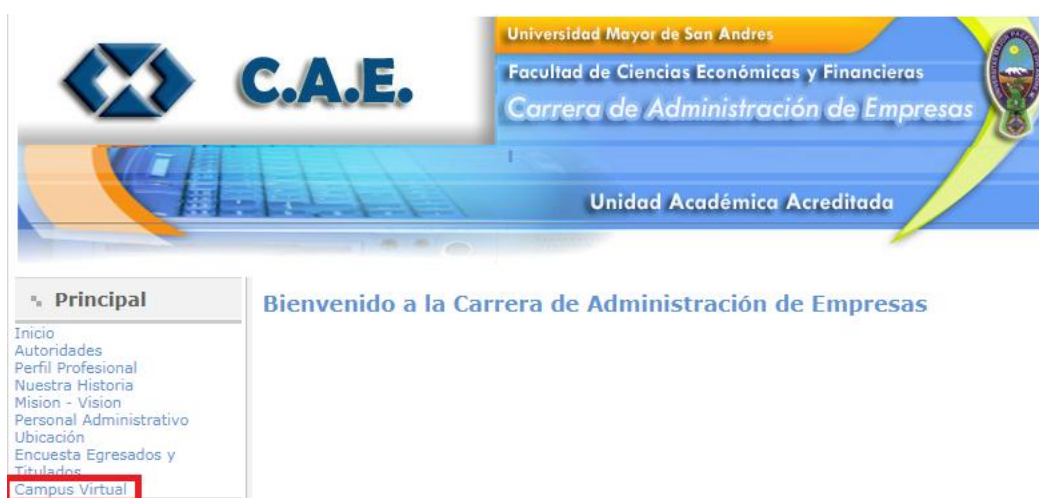 C.A.E.
Universidad Mayor de San Andres
Facultad de Ciencias Económicas y Financieras
Carrera de Administración de Empresas
Unidad Académica Acreditada
Principal
Inicio
Autoridades
Perfil Profesional
Nuestra Historia
Mision - Vision
Personal Administrativo
Ubicación
Encuesta Egresados y
Titulados
Campus Virtual
Bienvenido a la Carrera de Administración de Empresas